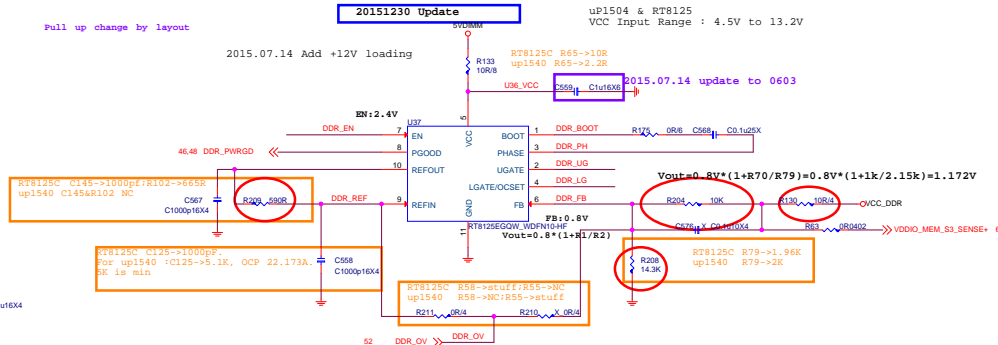 20151230 Update
uP1504 & RT8125
VCC Input Range : 4.5V to 13.2V
Pull up change by layout
5VDIMM
2015.07.14 Add +12V loading
R133
10R/8
RT8125C R65->10R
up1540 R65->2.2R
U36_VCC
C559
C1u16X6
2015.07.14 update to 0603
EN:2.4V
U37
5
VCC
DDR_EN
7
EN
BOOT
1
DDR_BOOT
R175
0R/6
C568
C0.1u25X
46,48 DDR_PWRGD
8
PGOOD
PHASE
3
DDR_PH
10
REFOUT
UGATE
2
DDR_UG
LGATE/OCSET
4
DDR_LG
Vout=0.8V*(1+R70/R79)=0.8V*(1+1k/2.15k)=1.172V
RT8125C C145->1000pf;R102->665R
up1540 C145&R102 NC
C567
C1000p16X4
R209
590R
DDR_REF
9
REFIN
GND
11
FB
6
DDR_FB
R204
10K
R130
10R/4
VCC_DDR
FB:0.8V
RT8125EGQW_WDFN10-HF
Vout=0.8*(1+R1/R2)
C576
X_C0.1u10X4
R63
0R0402
VDDIO_MEM_S3_SENSE+ 6
RT8125C C125->1000pF.
For up1540 :C125->5.1K, OCP 22.173A.
5K is min
C558
C1000p16X4
R208
14.3K
RT8125C R79->1.96K
up1540 R79->2K
RT8125C R58->stuff;R55->NC
up1540 R58->NC;R55->stuff
R211
0R/4
R210
X_0R/4
u16X4
52 DDR_OV
DDR_OV